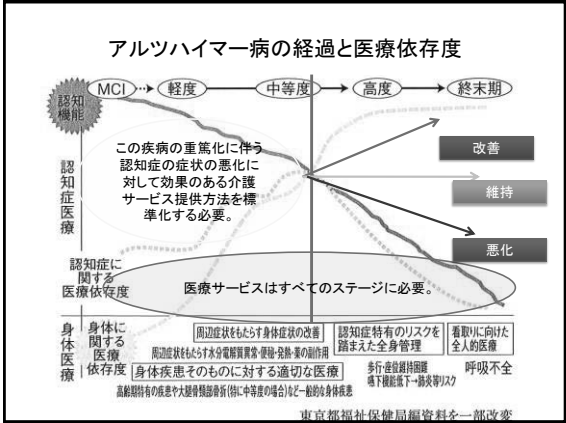 アルツハイマー病の経過と医療依存度
MCI
軽度
中等度
高度
終末期
認知
機能
この疾病の重篤化に伴う
認知症の症状の悪化に
対して効果のある介護
サービス提供方法を標
準化する必要。
改善
維持
悪化
認知症医療
認知症に
関する
医療依存度
医療サービスはすべてのステージに必要。
身体医療
身体に
関する
医療
依存度
周辺症状をもたらす身体症状の改善
周辺症状をもたらす水分電解質異常・便秘・発熱・薬の副作用
身体疾患そのものに対する適切な医療
高齢期特有の疾患や大腿骨頚部骨折(特に中等度の場合)など一般的な身体疾患
認知症特有のリスクを
踏まえた全身管理
歩行・座位維持困難
嚥下機能低下→肺炎等リスク
看取りに向けた
全人的医療
呼吸不全
東京都福祉保健局編資料を一部改変